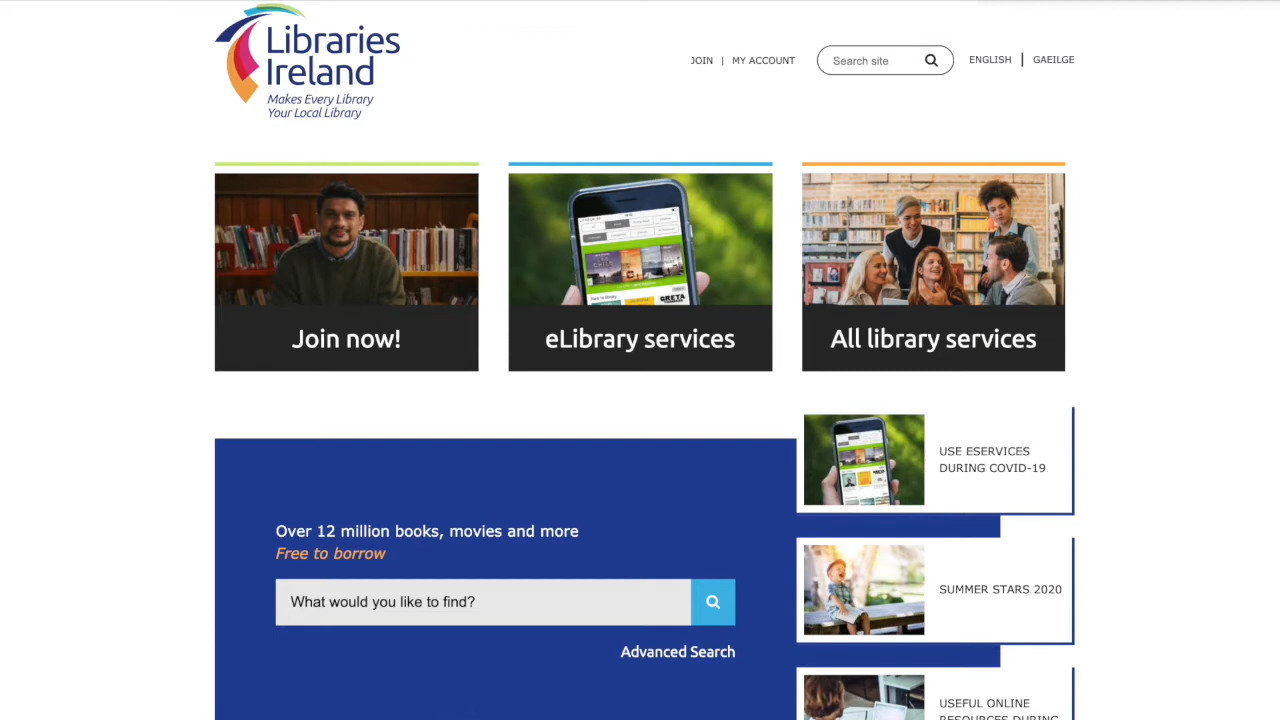 Libraries
Ireland
Makes Every Library
Your Local Library
JOIN | MY ACCOUNT
Search site
ENGLISH | GAEILGE
Join now!
eLibrary services
All library services
GRETA
Over 12 million books, movies and more
Free to borrow
What would you like to find?
Advanced Search
USE ESERVICES
DURING COVID-19
SUMMER STARS 2020
USEFUL ONLINE
RESOURCES DURING